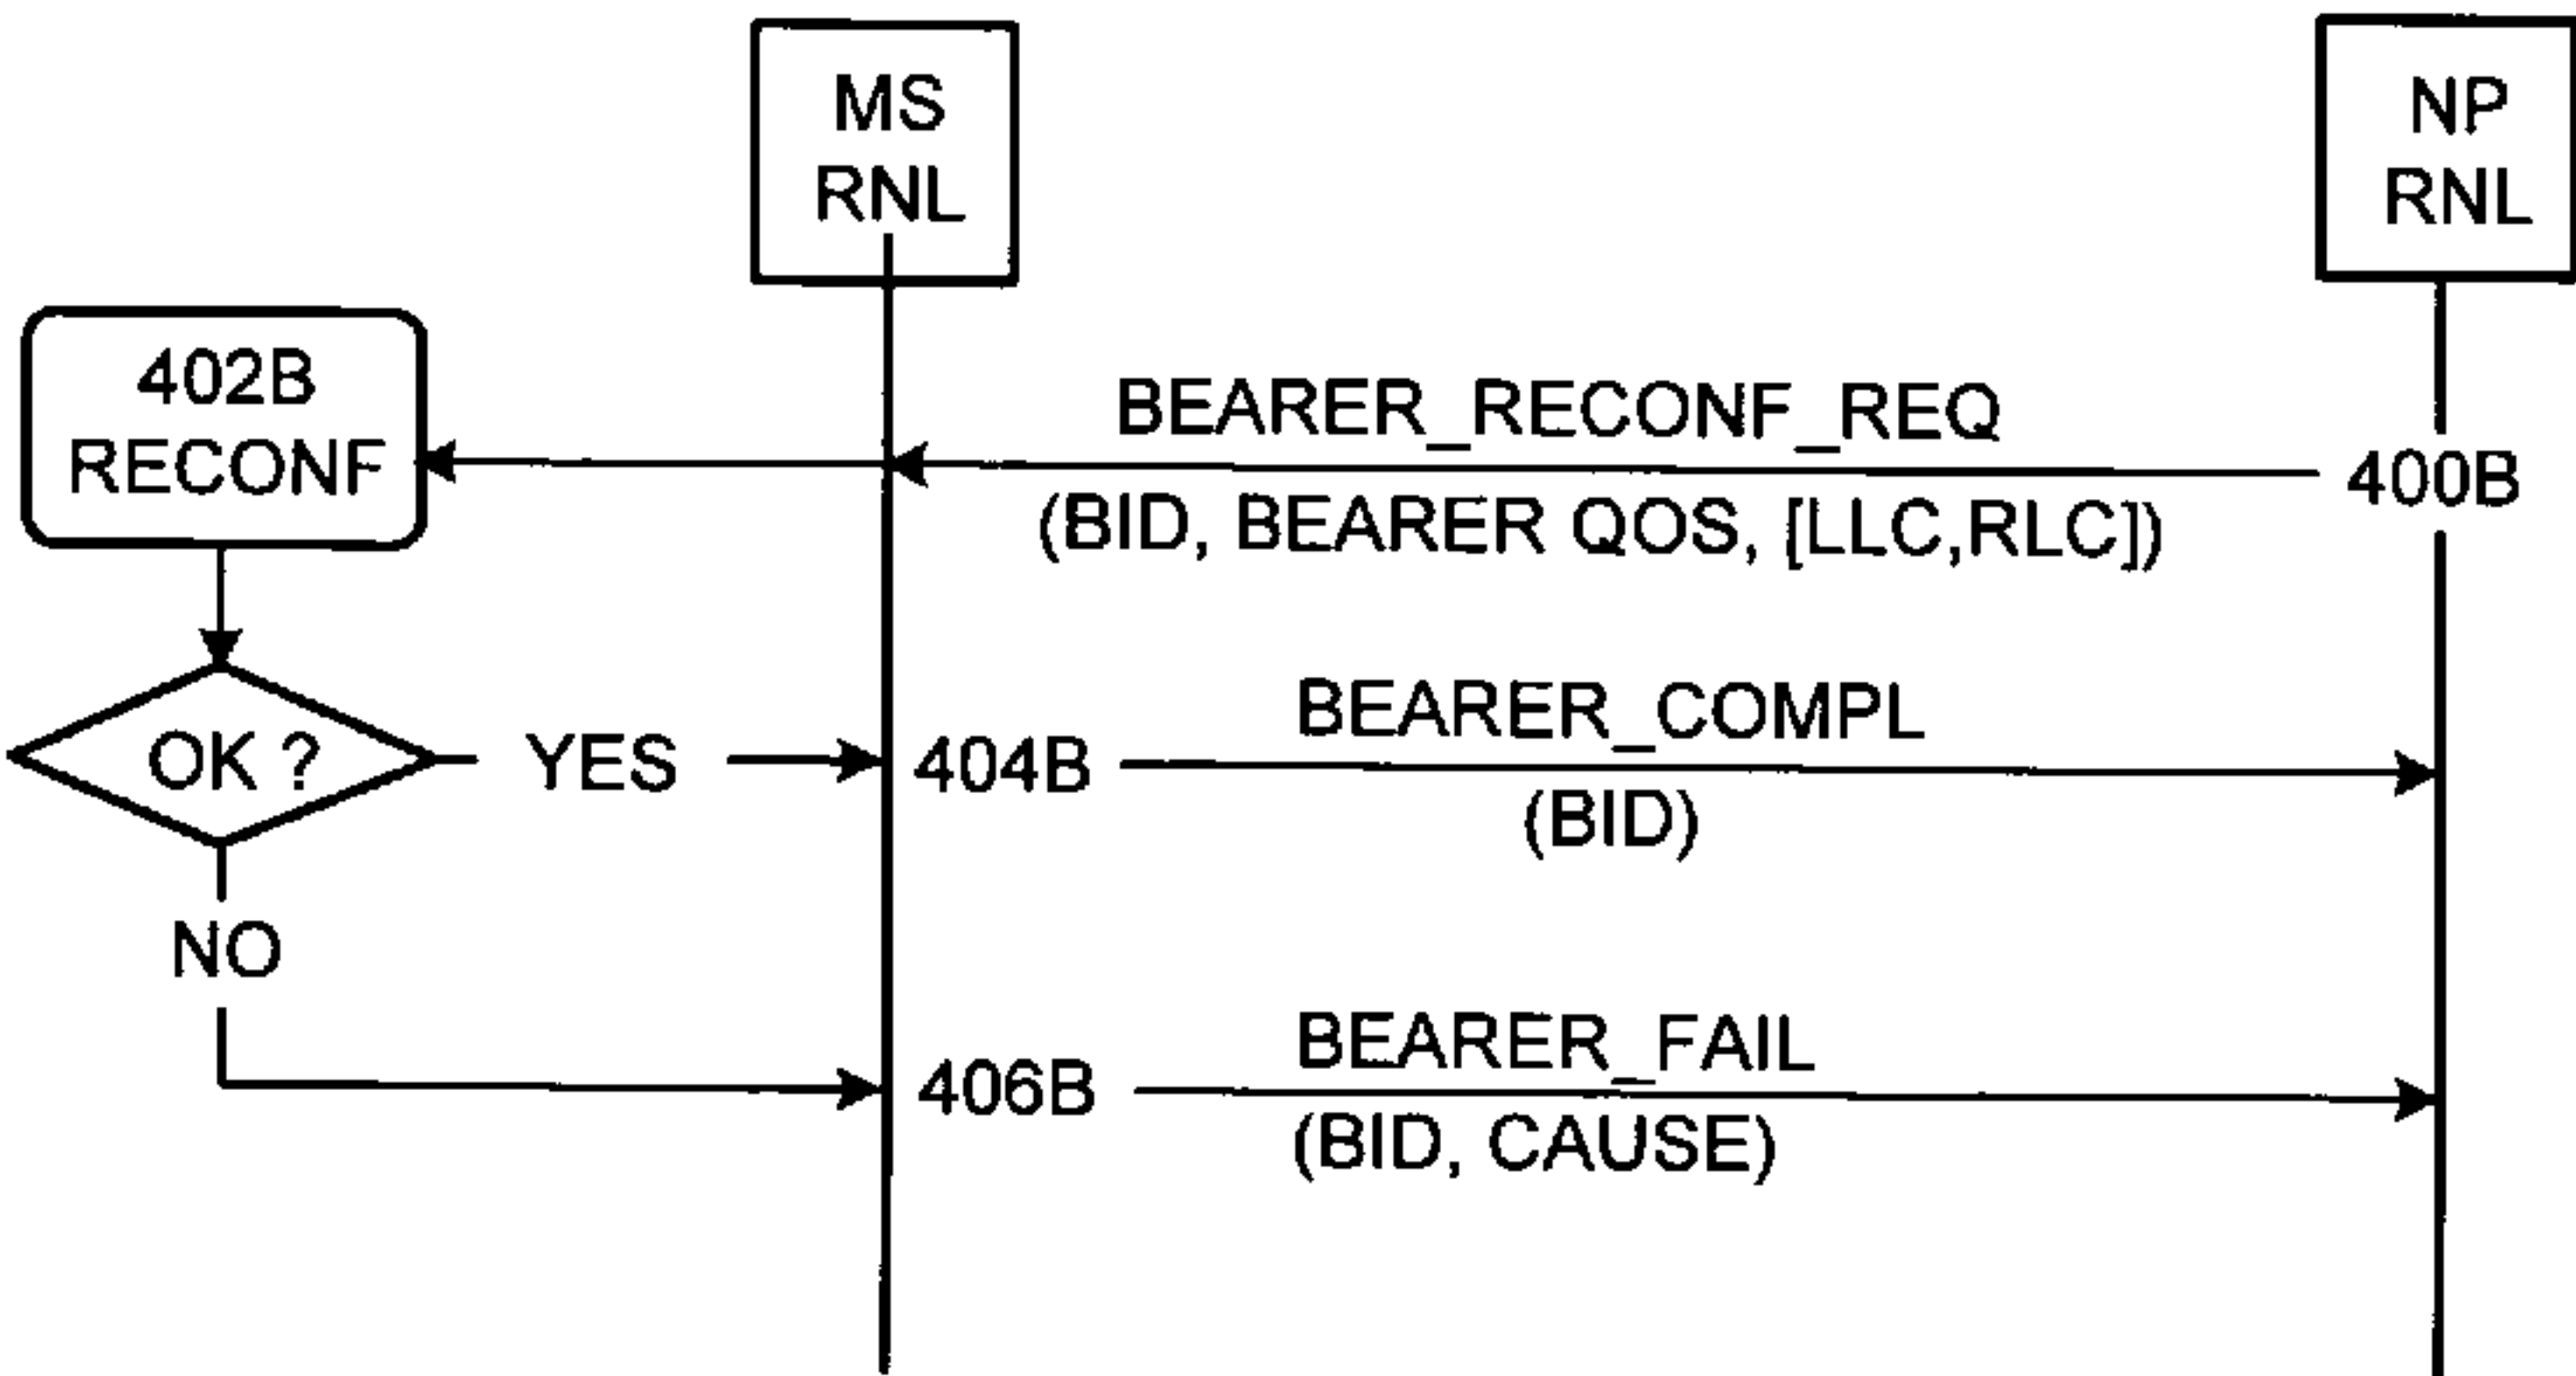 MS
RNL
NP
RNL
402B
RECONF
BEARER_RECONF_REQ
(BID, BEARER QOS, [LLC,RLC])
400B
OK ?
YES
404B
BEARER_COMPL
(BID)
NO
406B
BEARER_FAIL
(BID, CAUSE)